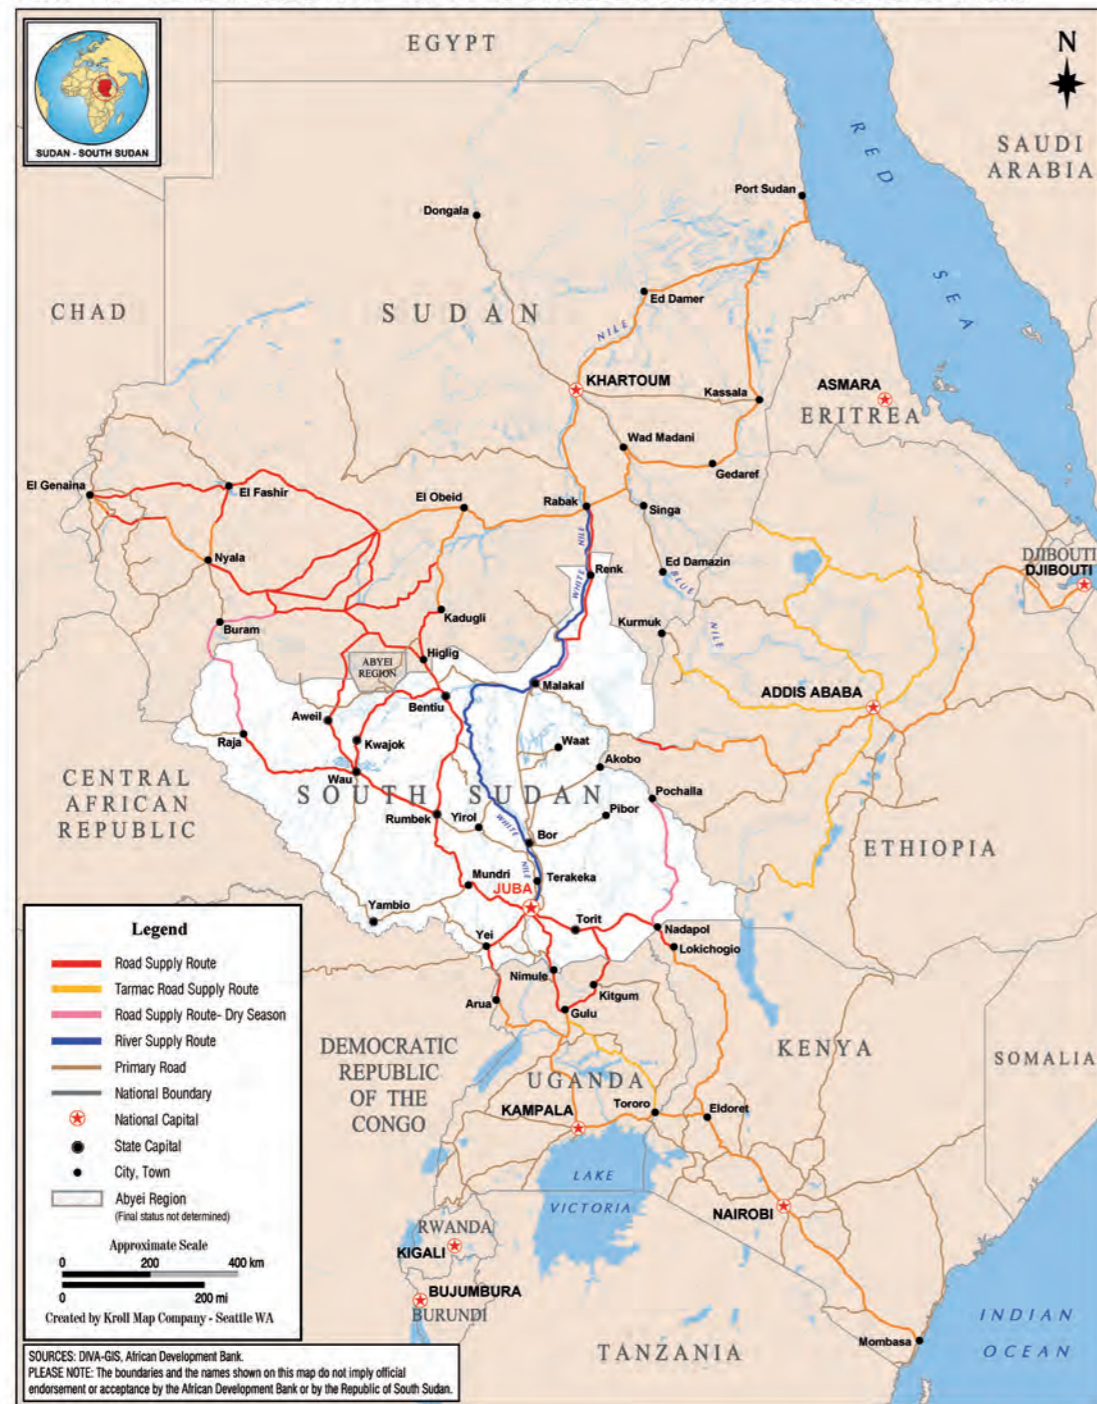 EGYPT
N
SUDAN - SOUTH SUDAN
RED
SEA
SAUDI
ARABIA
Port Sudan
Dongala
CHAD
SUDAN
Ed Damer
NILE
KHARTOUM
Kassala
ASMARA
ERITREA
Wad Madani
Gedaref
El Genaina
El Fashir
El Obeid
Rabak
Singa
NILE
Nyala
Renk
WHITE
Ed Damazin
BLUE
NILE
DJIBOUTI
DJIBOUTI
Buram
Kadugli
Kurmuk
Higlig
ABYEI
REGION
Malakal
ADDIS ABABA
Bentiu
Aweil
Raja
Kwajok
Waat
Akobo
Wau
CENTRAL
AFRICAN
REPUBLIC
SOUTH SUDAN
Pochalla
Rumbek
Yirol
WHITE
Pibor
Bor
ETHIOPIA
NILE
Mundri
Terakeka
JUBA
Yambio
Torit
Yei
Nadapol
Lokichogio
Nimule
Kitgum
Arua
Gulu
DEMOCRATIC
REPUBLIC
OF THE
CONGO
KENYA
SOMALIA
UGANDA
KAMPALA
Tororo
Eldoret
LAKE
VICTORIA
NAIROBI
RWANDA
KIGALI
BUJUMBURA
BURUNDI
TANZANIA
Mombasa
INDIAN
OCEAN
Legend
Road Supply Route
Tarmac Road Supply Route
Road Supply Route- Dry Season
River Supply Route
Primary Road
National Boundary
National Capital
State Capital
City, Town
Abyei Region
(Final status not determined)
Approximate Scale
0 200 400 km
0 200 mi
Created by Kroll Map Company - Seattle WA
SOURCES: DIVA-GIS, African Development Bank.
PLEASE NOTE: The boundaries and the names shown on this map do not imply official
endorsement or acceptance by the African Development Bank or by the Republic of South Sudan.